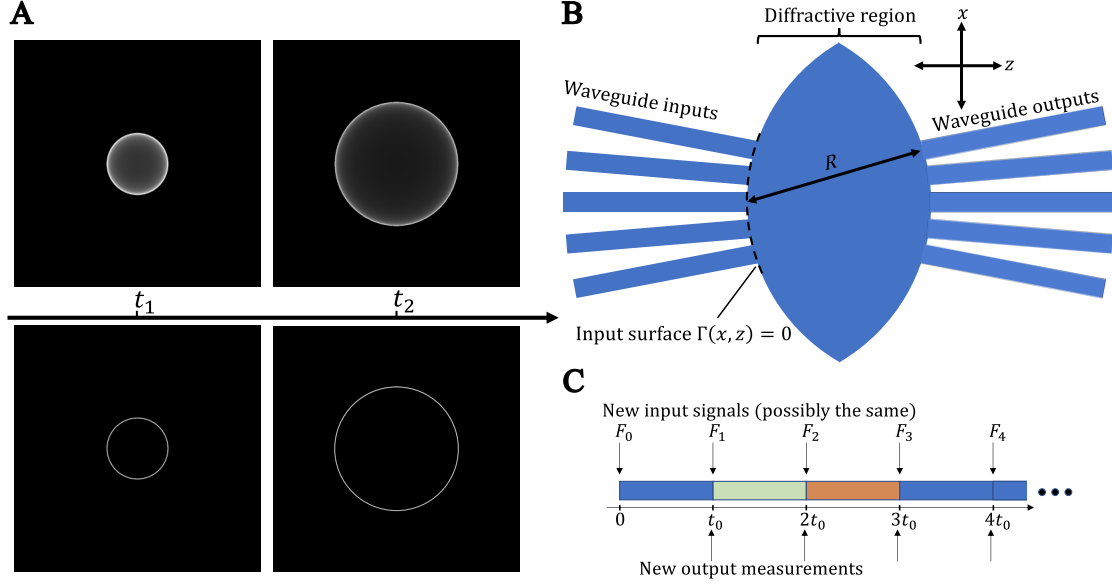 A
t₁
t₂
B
Diffractive region
x
z
Waveguide inputs
Waveguide outputs
R
Input surface Γ(x, z) = 0
C
New input signals (possibly the same)
F₀ F₁ F₂ F₃ F₄
0 t₀ 2t₀ 3t₀ 4t₀
New output measurements